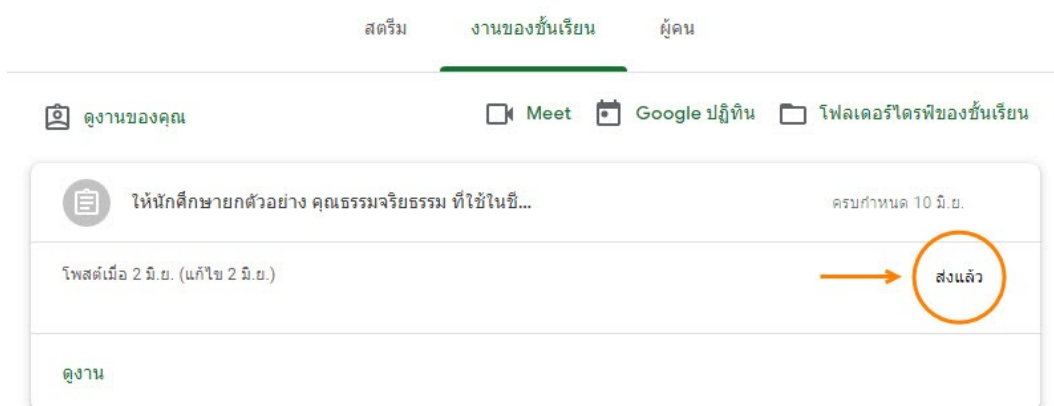 สตรีม งานของชั้นเรียน ผู้คน
ดูงานของคุณ Meet Google ปฏิทิน โฟลเดอร์ไดรฟ์ของชั้นเรียน
ให้นักศึกษายกตัวอย่าง คุณธรรมจริยธรรม ที่ใช้ในชี... ครบกำหนด 10 มิ.ย.
โพสต์เมื่อ 2 มิ.ย. (แก้ไข 2 มิ.ย.) ส่งแล้ว
ดูงาน